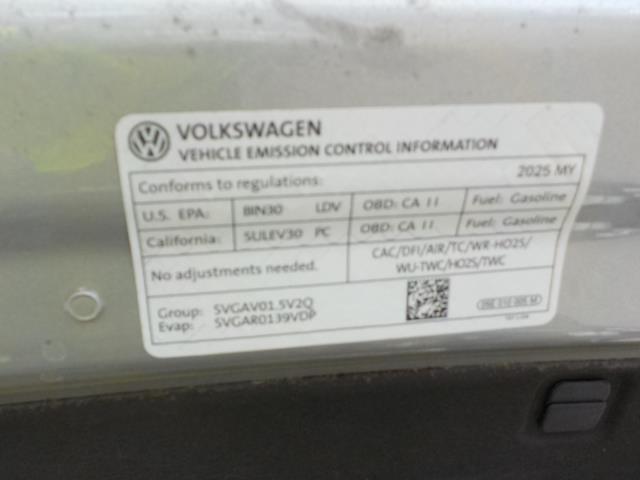 VOLKSWAGEN
VEHICLE EMISSION CONTROL INFORMATION
Conforms to regulations: 2025 MY
U.S. EPA: BIN30 LDV OBD: CA II Fuel: Gasoline
California: SULEV30 PC OBD: CA II Fuel: Gasoline
No adjustments needed.
CAC/DFI/AIR/TC/WR-HO2S/
WU-TWC/HO2S/TWC
Group: SVGAV01.5V2Q
Evap: SVGAR0139VDP